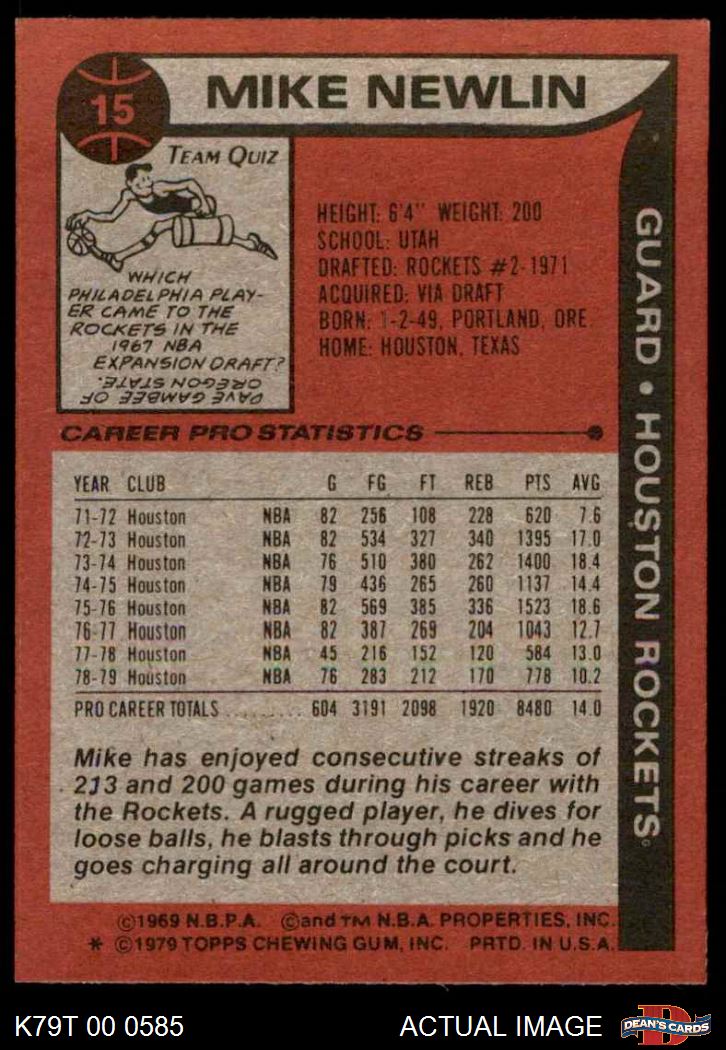 15
MIKE NEWLIN
TEAM QUIZ
WHICH
PHILADELPHIA PLAY-
ER CAME TO THE
ROCKETS IN THE
1967 NBA
EXPANSION DRAFT?
DAVE GAMBEE OF
OREGON STATE.
HEIGHT: 6'4" WEIGHT: 200
SCHOOL: UTAH
DRAFTED: ROCKETS #2-1971
ACQUIRED: VIA DRAFT
BORN: 1-2-49, PORTLAND, ORE
HOME: HOUSTON, TEXAS
GUARD • HOUSTON ROCKETS©
CAREER PRO STATISTICS
YEAR CLUB G FG FT REB PTS AVG
71-72 Houston NBA 82 256 108 228 620 7.6
72-73 Houston NBA 82 534 327 340 1395 17.0
73-74 Houston NBA 76 510 380 262 1400 18.4
74-75 Houston NBA 79 436 265 260 1137 14.4
75-76 Houston NBA 82 569 385 336 1523 18.6
76-77 Houston NBA 82 387 269 204 1043 12.7
77-78 Houston NBA 45 216 152 120 584 13.0
78-79 Houston NBA 76 283 212 170 778 10.2
PRO CAREER TOTALS .......... 604 3191 2098 1920 8480 14.0
Mike has enjoyed consecutive streaks of
213 and 200 games during his career with
the Rockets. A rugged player, he dives for
loose balls, he blasts through picks and he
goes charging all around the court.
©1969 N.B.P.A. ©and TM N.B.A. PROPERTIES, INC.
* ©1979 TOPPS CHEWING GUM, INC. PRTD. IN U.S.A.
K79T 00 0585
ACTUAL IMAGE
D
DEAN'S CARDS